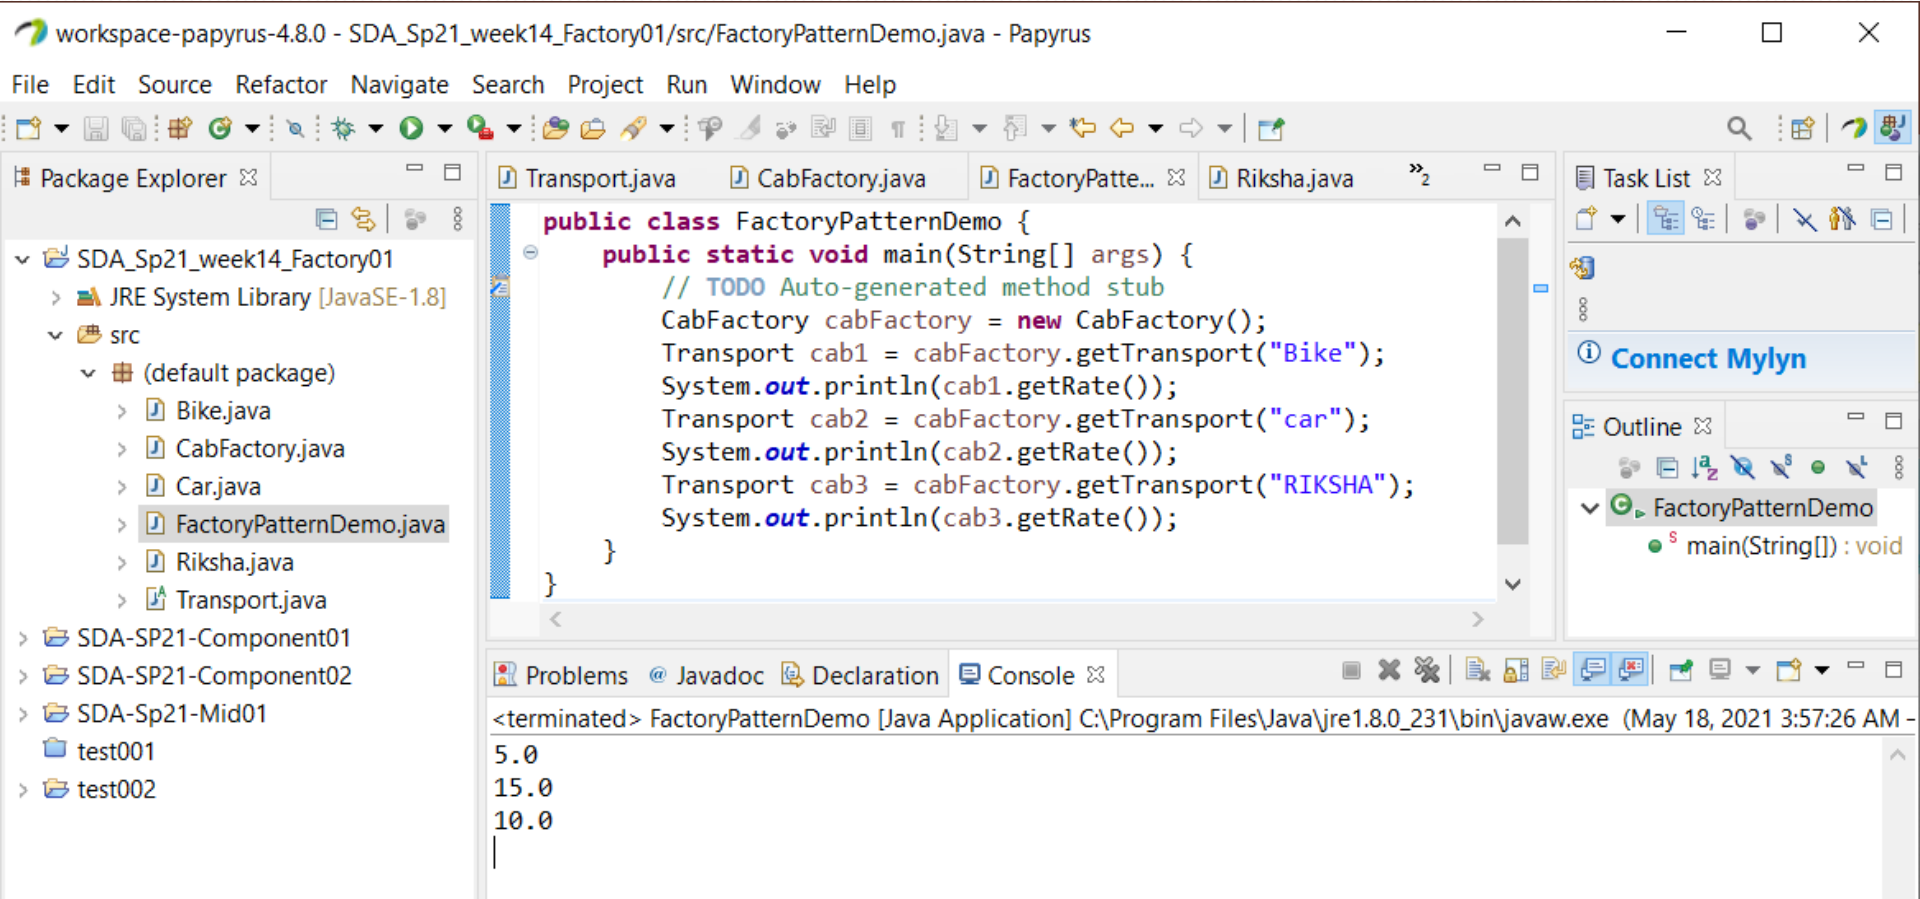 workspace-papyrus-4.8.0 - SDA_Sp21_week14_Factory01/src/FactoryPatternDemo.java - Papyrus
File Edit Source Refactor Navigate Search Project Run Window Help
Package Explorer
SDA_Sp21_week14_Factory01
JRE System Library [JavaSE-1.8]
src
(default package)
Bike.java
CabFactory.java
Car.java
FactoryPatternDemo.java
Riksha.java
Transport.java
SDA-SP21-Component01
SDA-SP21-Component02
SDA-Sp21-Mid01
test001
test002
Transport.java CabFactory.java FactoryPatte... Riksha.java »2
public class FactoryPatternDemo {
public static void main(String[] args) {
// TODO Auto-generated method stub
CabFactory cabFactory = new CabFactory();
Transport cab1 = cabFactory.getTransport("Bike");
System.out.println(cab1.getRate());
Transport cab2 = cabFactory.getTransport("car");
System.out.println(cab2.getRate());
Transport cab3 = cabFactory.getTransport("RIKSHA");
System.out.println(cab3.getRate());
}
}
Task List
Connect Mylyn
Outline
FactoryPatternDemo
main(String[]) : void
Problems @ Javadoc Declaration Console
<terminated> FactoryPatternDemo [Java Application] C:\Program Files\Java\jre1.8.0_231\bin\javaw.exe (May 18, 2021 3:57:26 AM –
5.0
15.0
10.0